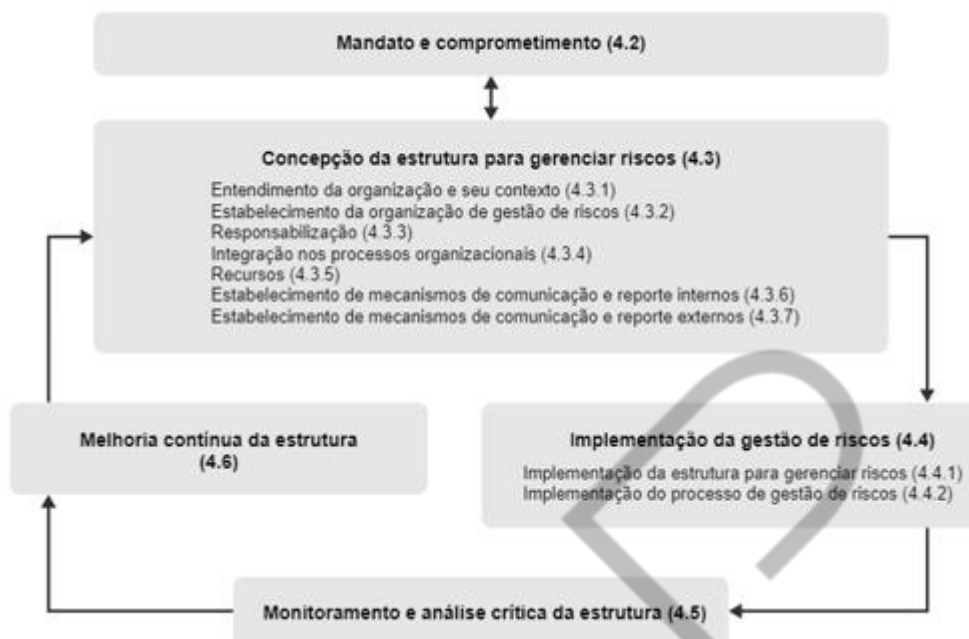 Mandato e comprometimento (4.2)
Concepção da estrutura para gerenciar riscos (4.3)
Entendimento da organização e seu contexto (4.3.1)
Estabelecimento da organização de gestão de riscos (4.3.2)
Responsabilização (4.3.3)
Integração nos processos organizacionais (4.3.4)
Recursos (4.3.5)
Estabelecimento de mecanismos de comunicação e reporte internos (4.3.6)
Estabelecimento de mecanismos de comunicação e reporte externos (4.3.7)
Melhoria contínua da estrutura
(4.6)
Implementação da gestão de riscos (4.4)
Implementação da estrutura para gerenciar riscos (4.4.1)
Implementação do processo de gestão de riscos (4.4.2)
Monitoramento e análise crítica da estrutura (4.5)